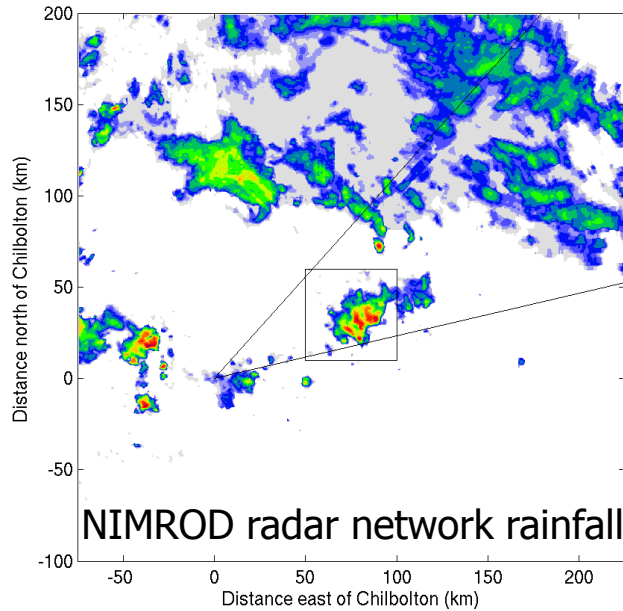 200
150
100
50
0
-50
-100
Distance north of Chilbolton (km)
NIMROD radar network rainfall
-50 0 50 100 150 200
Distance east of Chilbolton (km)